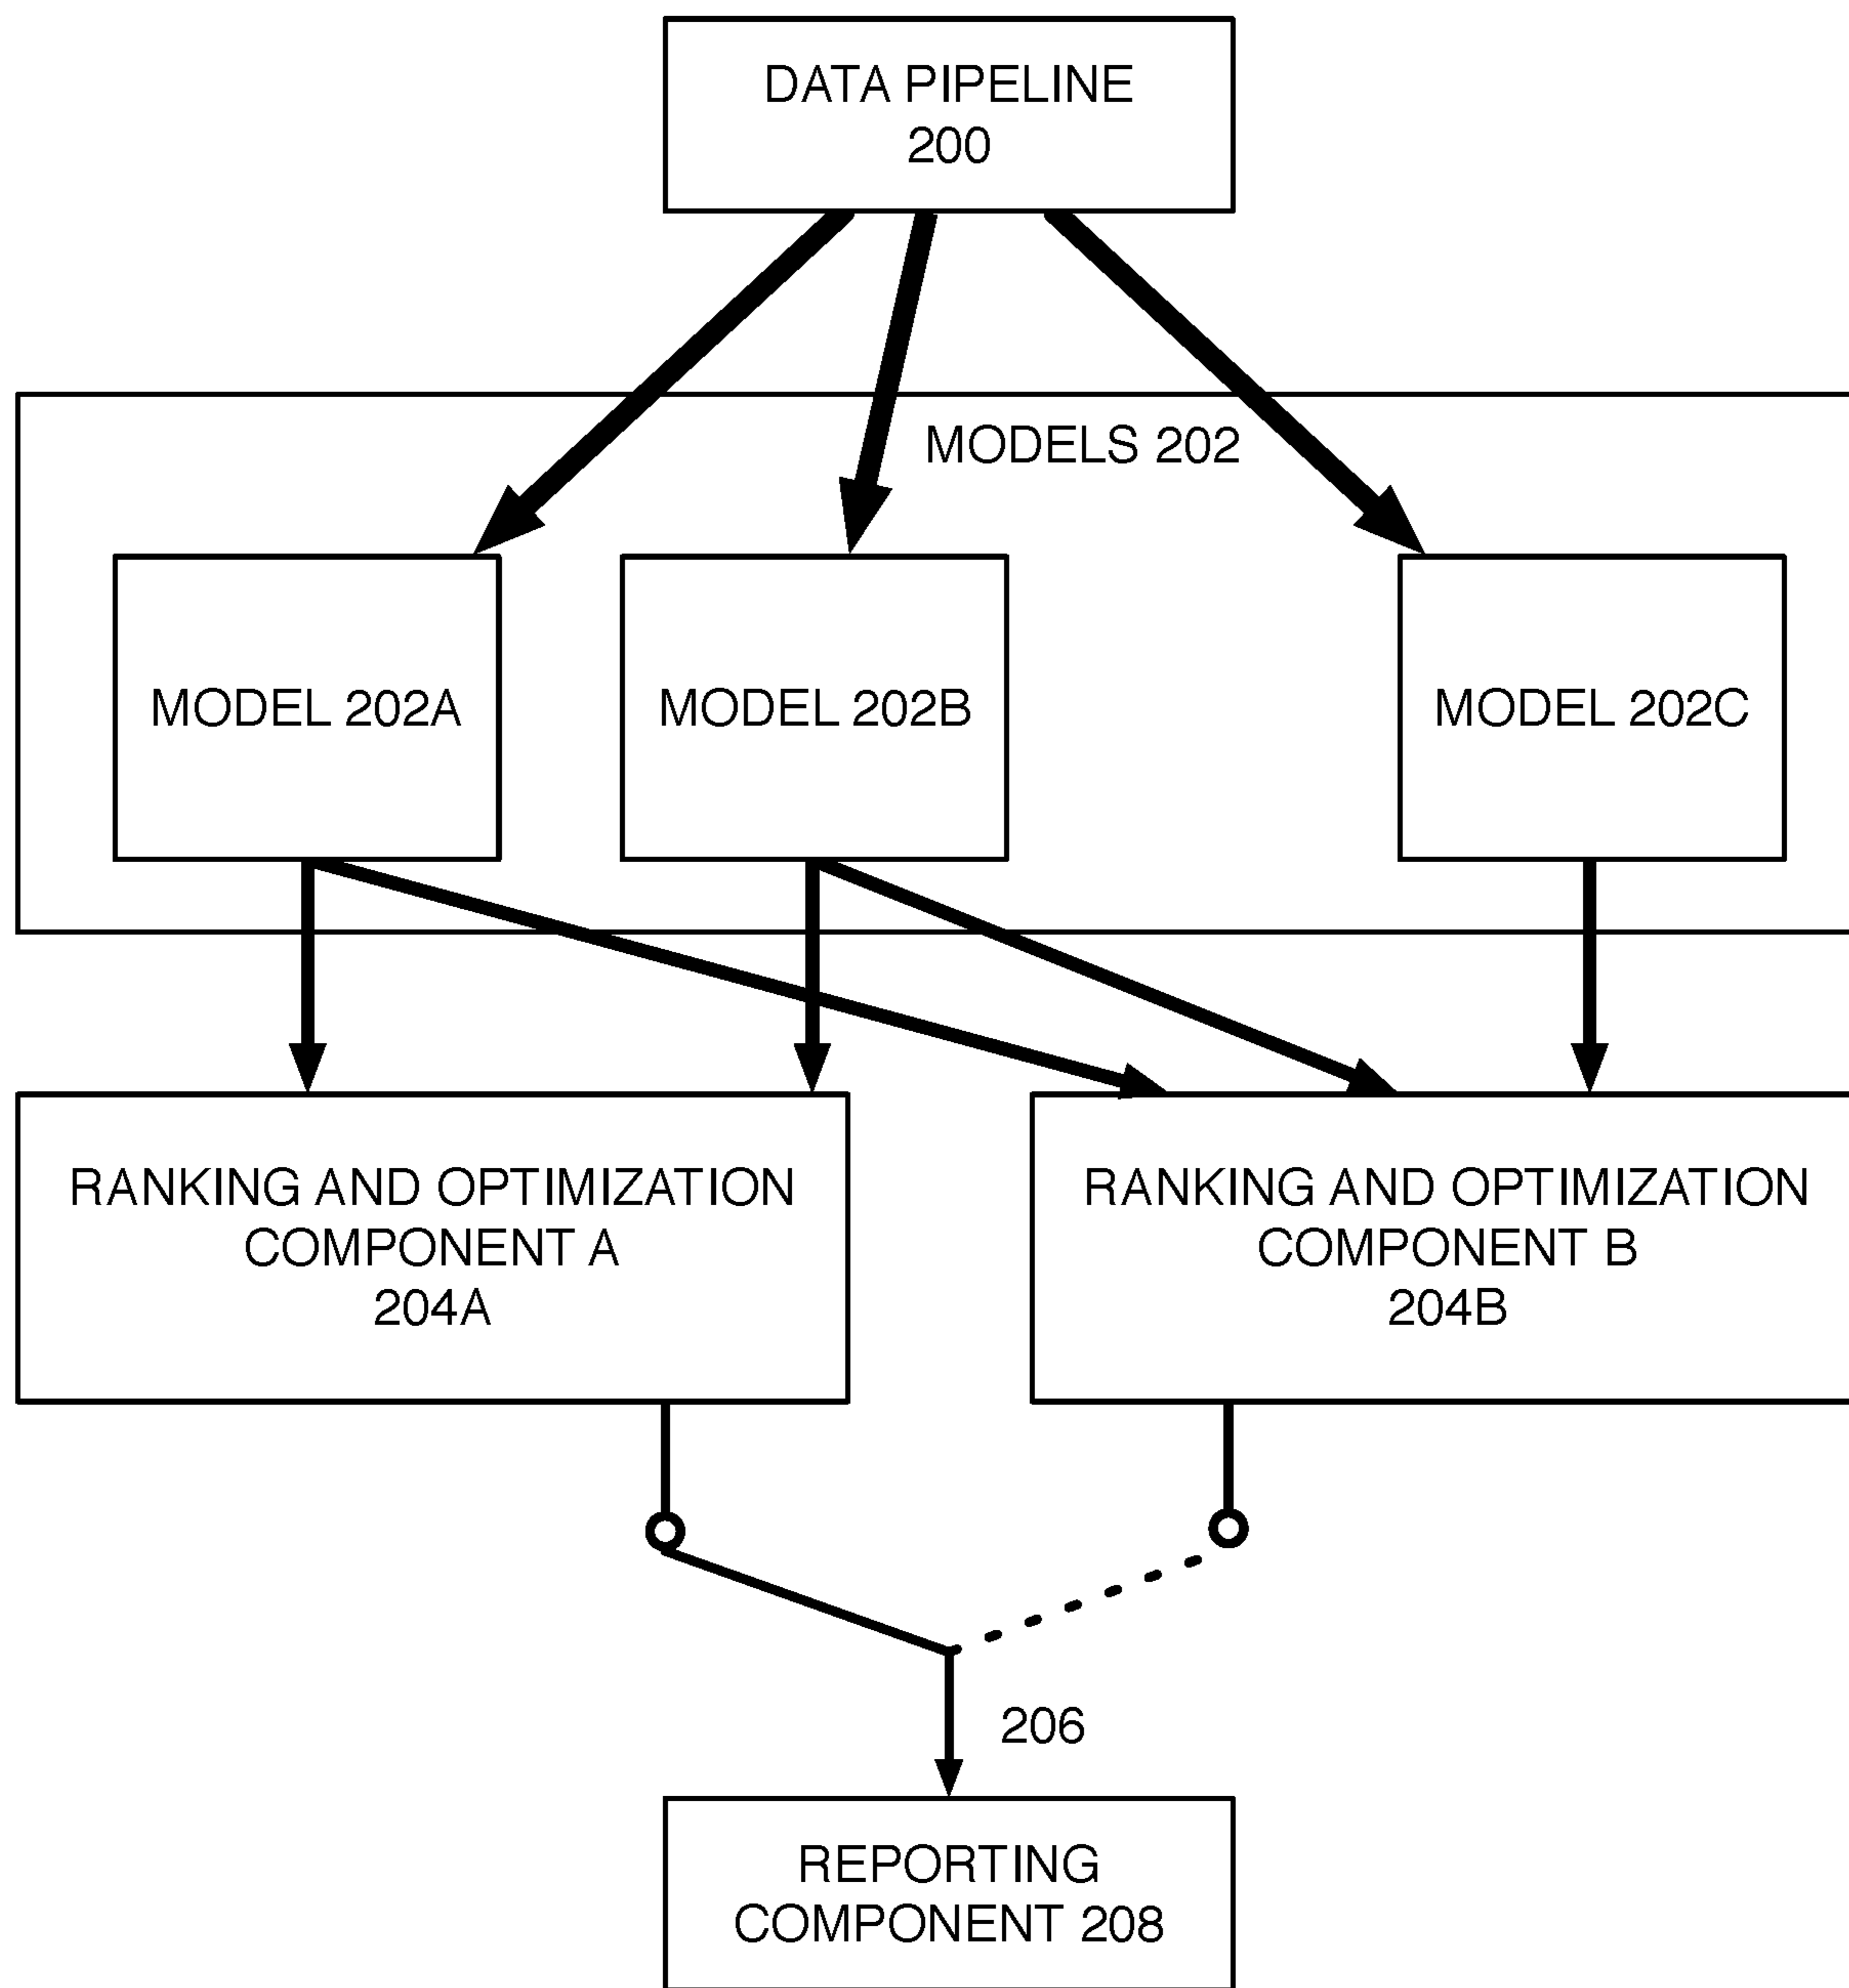 DATA PIPELINE
200
MODELS 202
MODEL 202A
MODEL 202B
MODEL 202C
RANKING AND OPTIMIZATION
COMPONENT A
204A
RANKING AND OPTIMIZATION
COMPONENT B
204B
206
REPORTING
COMPONENT 208